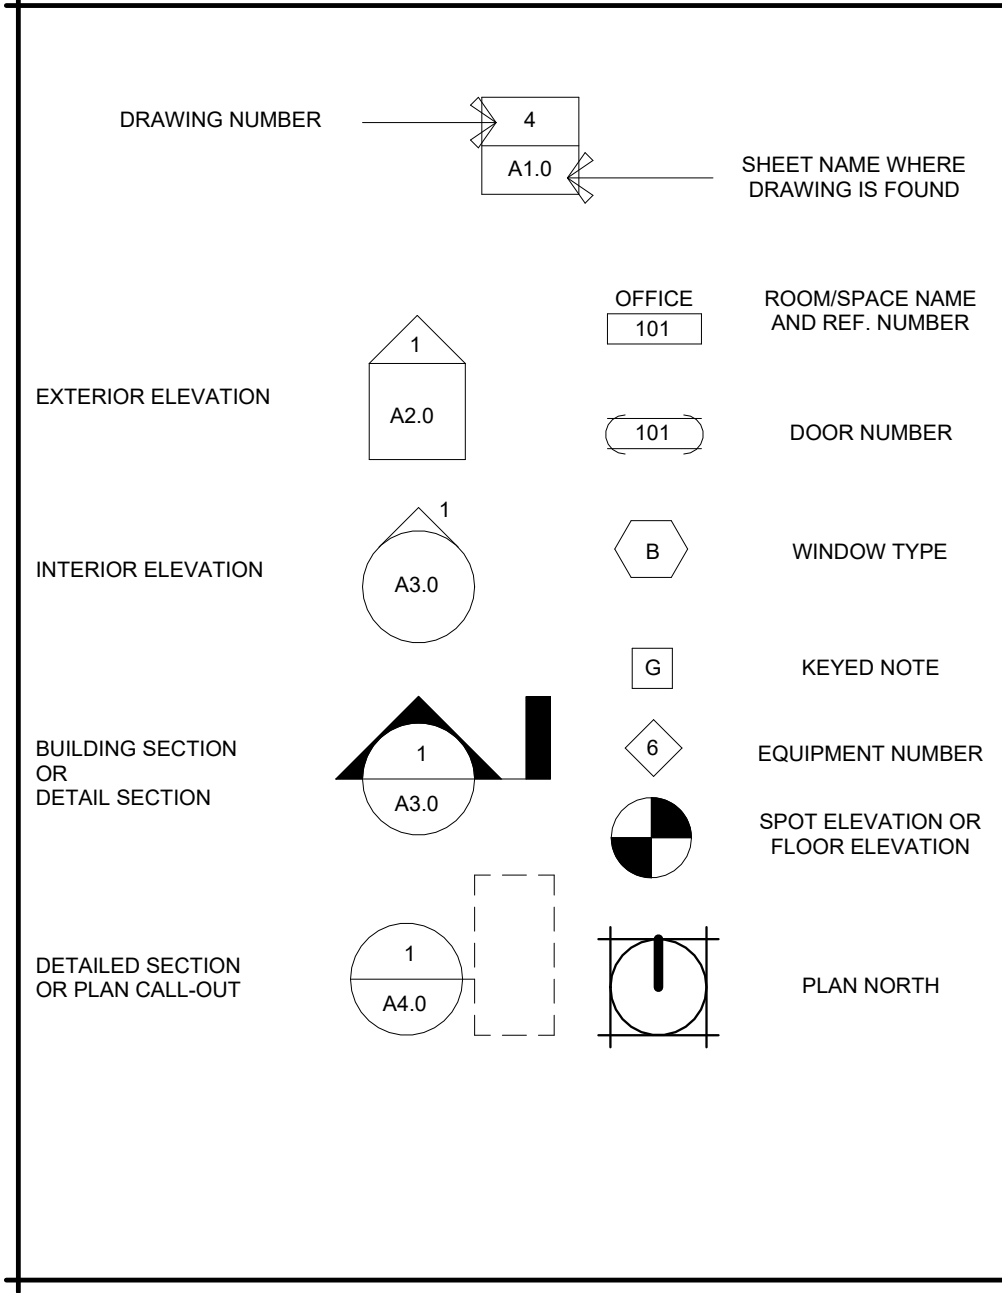 DRAWING NUMBER
4
A1.0
SHEET NAME WHERE
DRAWING IS FOUND
EXTERIOR ELEVATION
1
A2.0
OFFICE
101
ROOM/SPACE NAME
AND REF. NUMBER
101
DOOR NUMBER
INTERIOR ELEVATION
1
A3.0
B
WINDOW TYPE
G
KEYED NOTE
BUILDING SECTION
OR
DETAIL SECTION
1
A3.0
6
EQUIPMENT NUMBER
SPOT ELEVATION OR
FLOOR ELEVATION
DETAILED SECTION
OR PLAN CALL-OUT
1
A4.0
PLAN NORTH